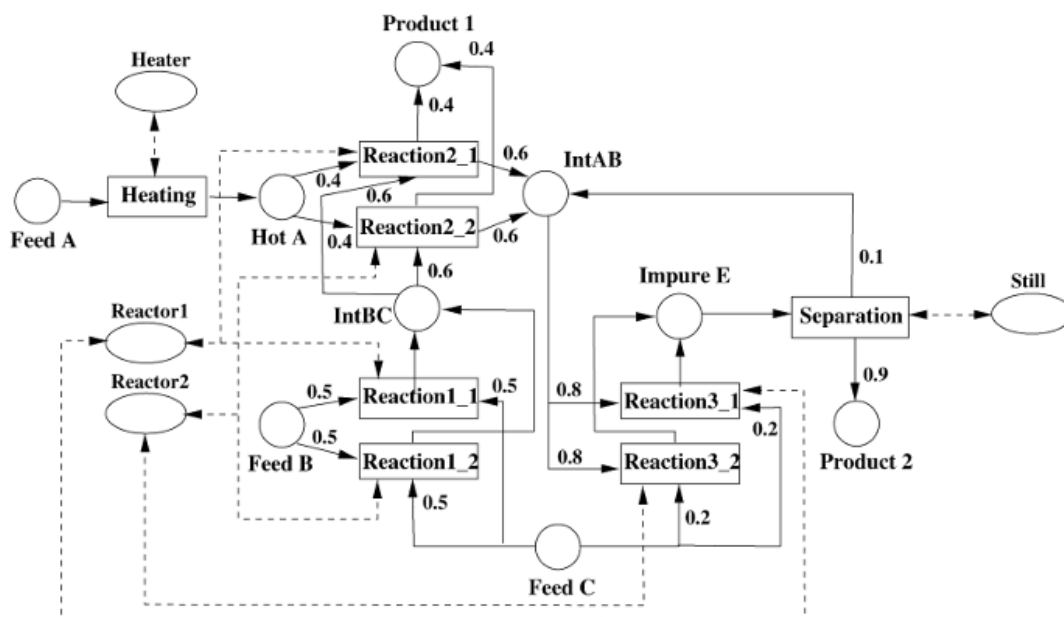 Product 1
Heater
0.4
0.4
Reaction2_1
0.6
IntAB
Heating
0.4
0.6
Feed A
Hot A
0.4
Reaction2_2
0.6
0.1
0.6
Impure E
Still
Reactor1
IntBC
Separation
Reactor2
0.5
Reaction1_1
0.5
0.8
Reaction3_1
0.9
0.2
0.5
Feed B
Reaction1_2
0.8
Reaction3_2
Product 2
0.5
0.2
Feed C